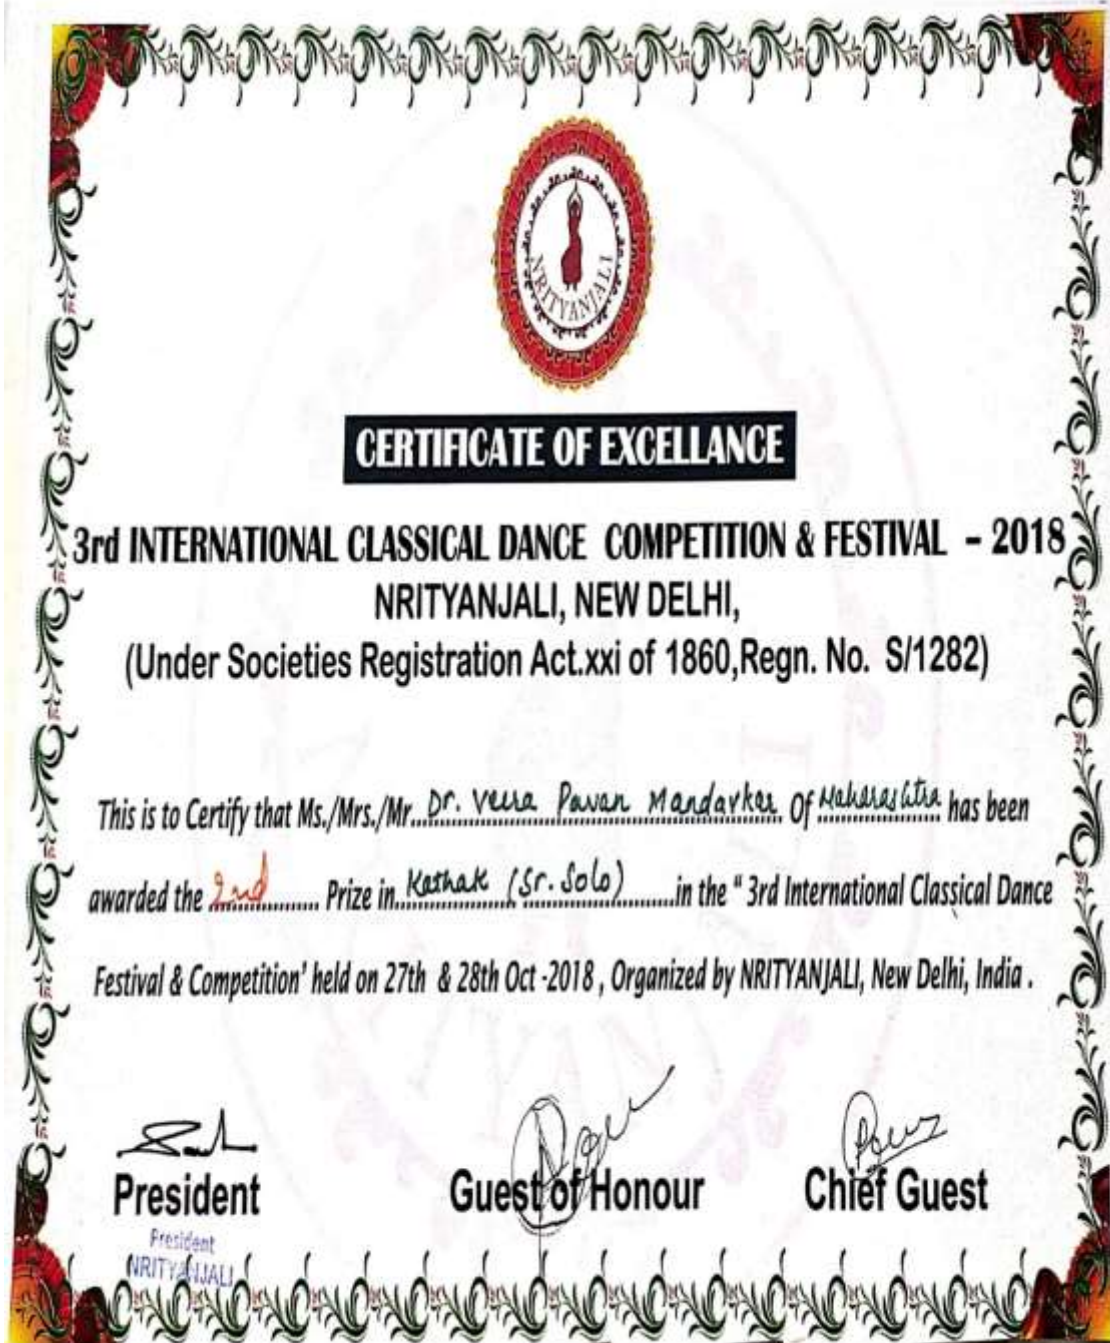 NRITYANJALI
CERTIFICATE OF EXCELLANCE
3rd INTERNATIONAL CLASSICAL DANCE COMPETITION & FESTIVAL - 2018
NRITYANJALI, NEW DELHI,
(Under Societies Registration Act.xxi of 1860,Regn. No. S/1282)
This is to Certify that Ms./Mrs./Mr. Dr. Veera Pavan Mandavkar Of Maharashtra has been
awarded the 2nd Prize in Kathak (Sr. Solo) in the " 3rd International Classical Dance
Festival & Competition' held on 27th & 28th Oct -2018 , Organized by NRITYANJALI, New Delhi, India .
President Guest of Honour Chief Guest
President
NRITYANJALI